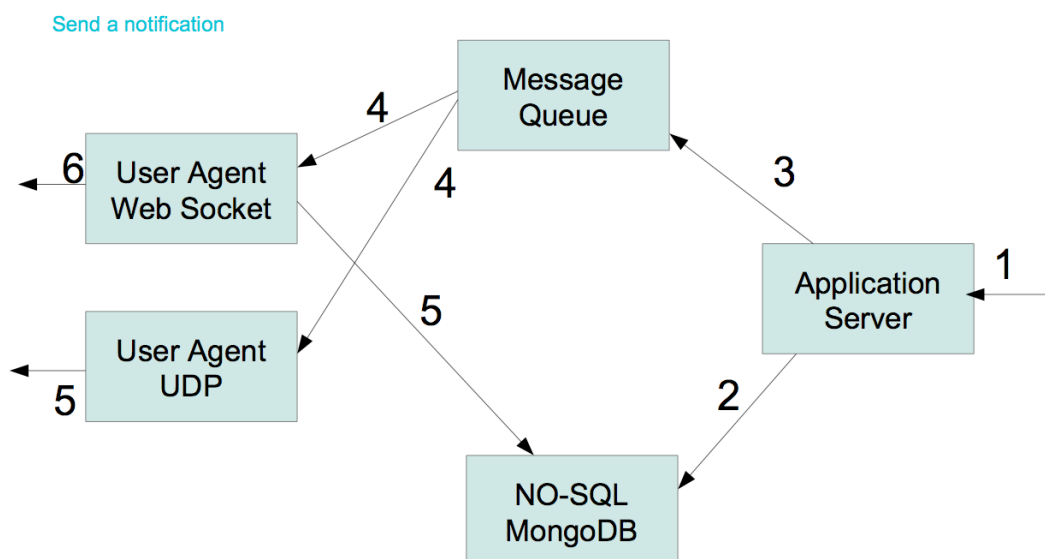 Send a notification
Message
Queue
4
4
3
6
User Agent
Web Socket
1
Application
Server
5
User Agent
UDP
5
2
NO-SQL
MongoDB